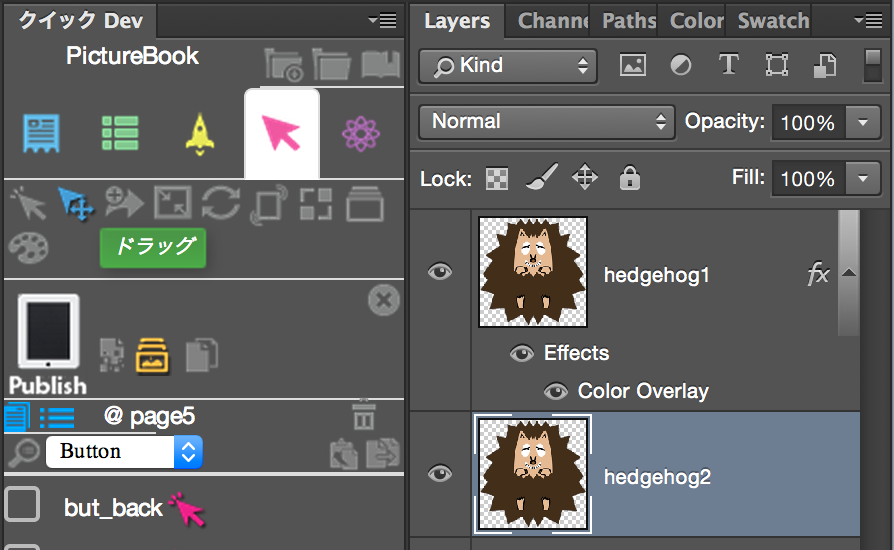 クイック Dev
PictureBook
ドラッグ
Publish
@ page5
Button
but_back
Layers Channe Paths Color Swatch
Kind
T
Normal Opacity: 100%
Lock: Fill: 100%
hedgehog1 fx
Effects
Color Overlay
hedgehog2